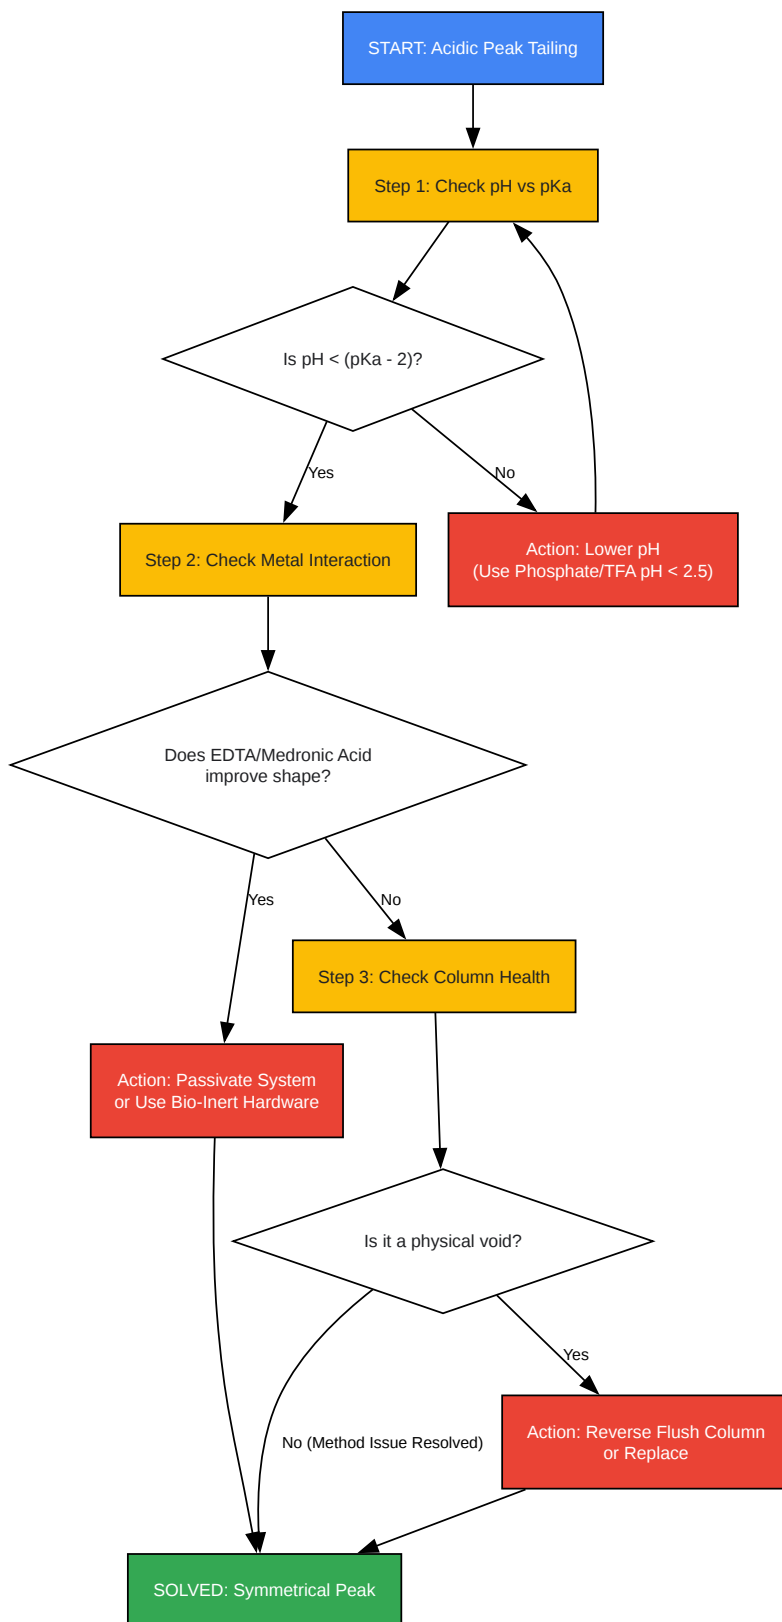 START: Acidic Peak Tailing
Step 1: Check pH vs pKa
Is pH < (pKa - 2)?
Yes
No
Action: Lower pH
(Use Phosphate/TFA pH < 2.5)
Step 2: Check Metal Interaction
Does EDTA/Medronic Acid
improve shape?
Yes
No
Step 3: Check Column Health
Action: Passivate System
or Use Bio-Inert Hardware
Is it a physical void?
Yes
No (Method Issue Resolved)
Action: Reverse Flush Column
or Replace
SOLVED: Symmetrical Peak